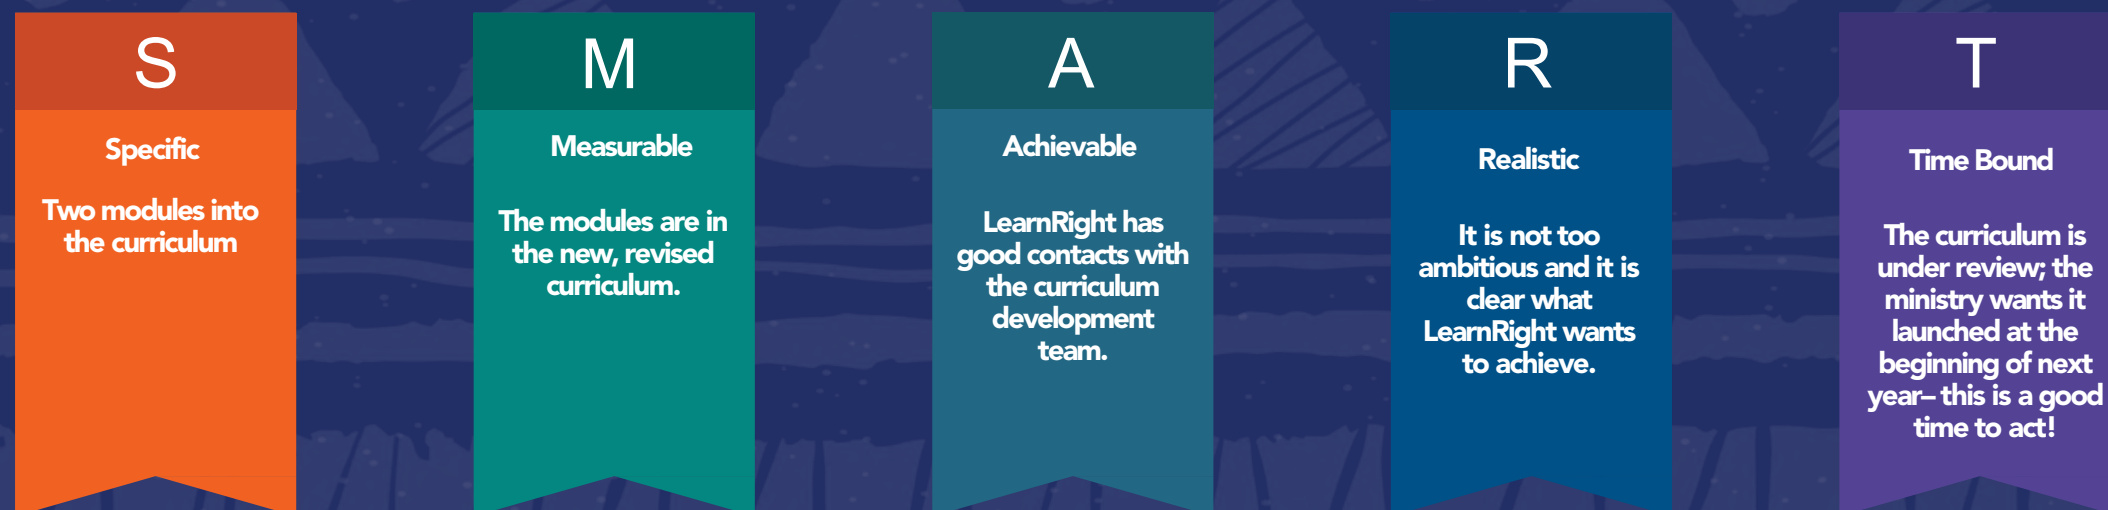 S
Specific
Two modules into
the curriculum
M
Measurable
The modules are in
the new, revised
curriculum.
A
Achievable
LearnRight has
good contacts with
the curriculum
development
team.
R
Realistic
It is not too
ambitious and it is
clear what
LearnRight wants
to achieve.
T
Time Bound
The curriculum is
under review; the
ministry wants it
launched at the
beginning of next
year– this is a good
time to act!